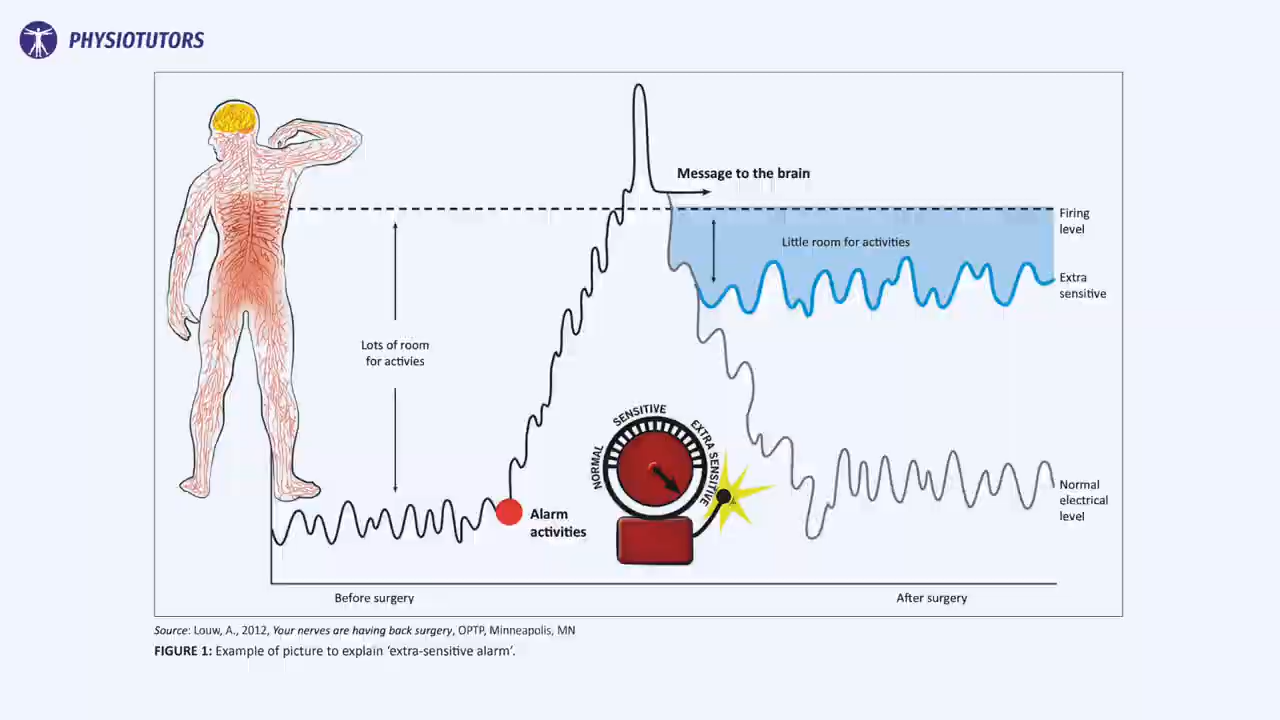 PHYSIOTUTORS
Message to the brain
Firing
level
Little room for activities
Extra
sensitive
Lots of room
for activies
NORMAL
SENSITIVE
EXTRA SENSITIVE
Alarm
activities
Normal
electrical
level
Before surgery
After surgery
Source: Louw, A., 2012, Your nerves are having back surgery, OPTP, Minneapolis, MN
FIGURE 1: Example of picture to explain ‘extra-sensitive alarm’.